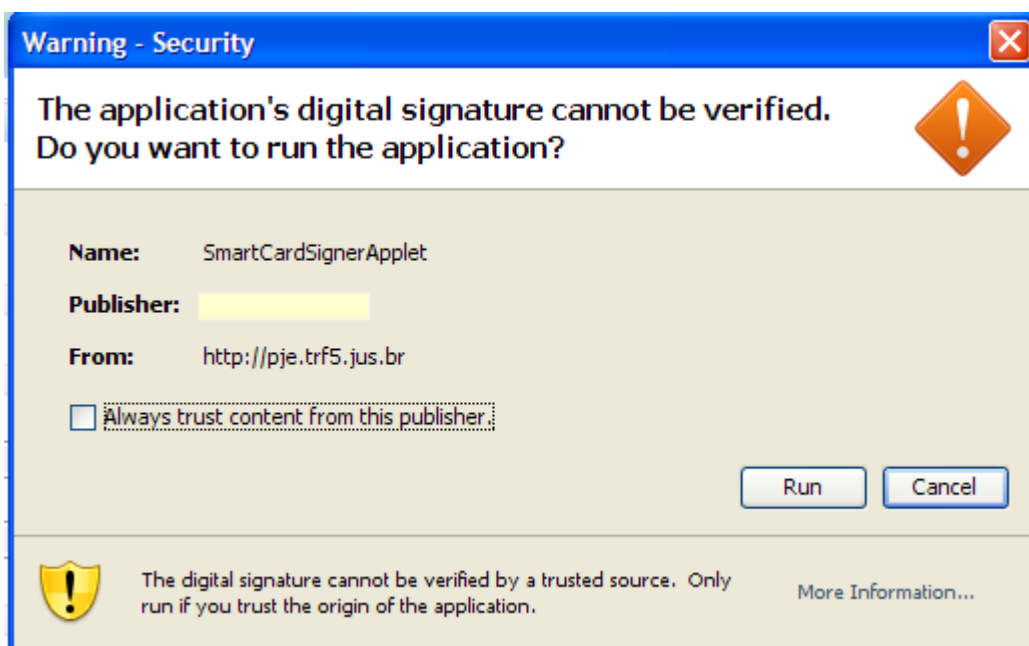 Warning - Security
The application's digital signature cannot be verified.
Do you want to run the application?
Name: SmartCardSignerApplet
Publisher:
From: http://pje.trf5.jus.br
Always trust content from this publisher.
Run Cancel
The digital signature cannot be verified by a trusted source. Only
run if you trust the origin of the application.
More Information...